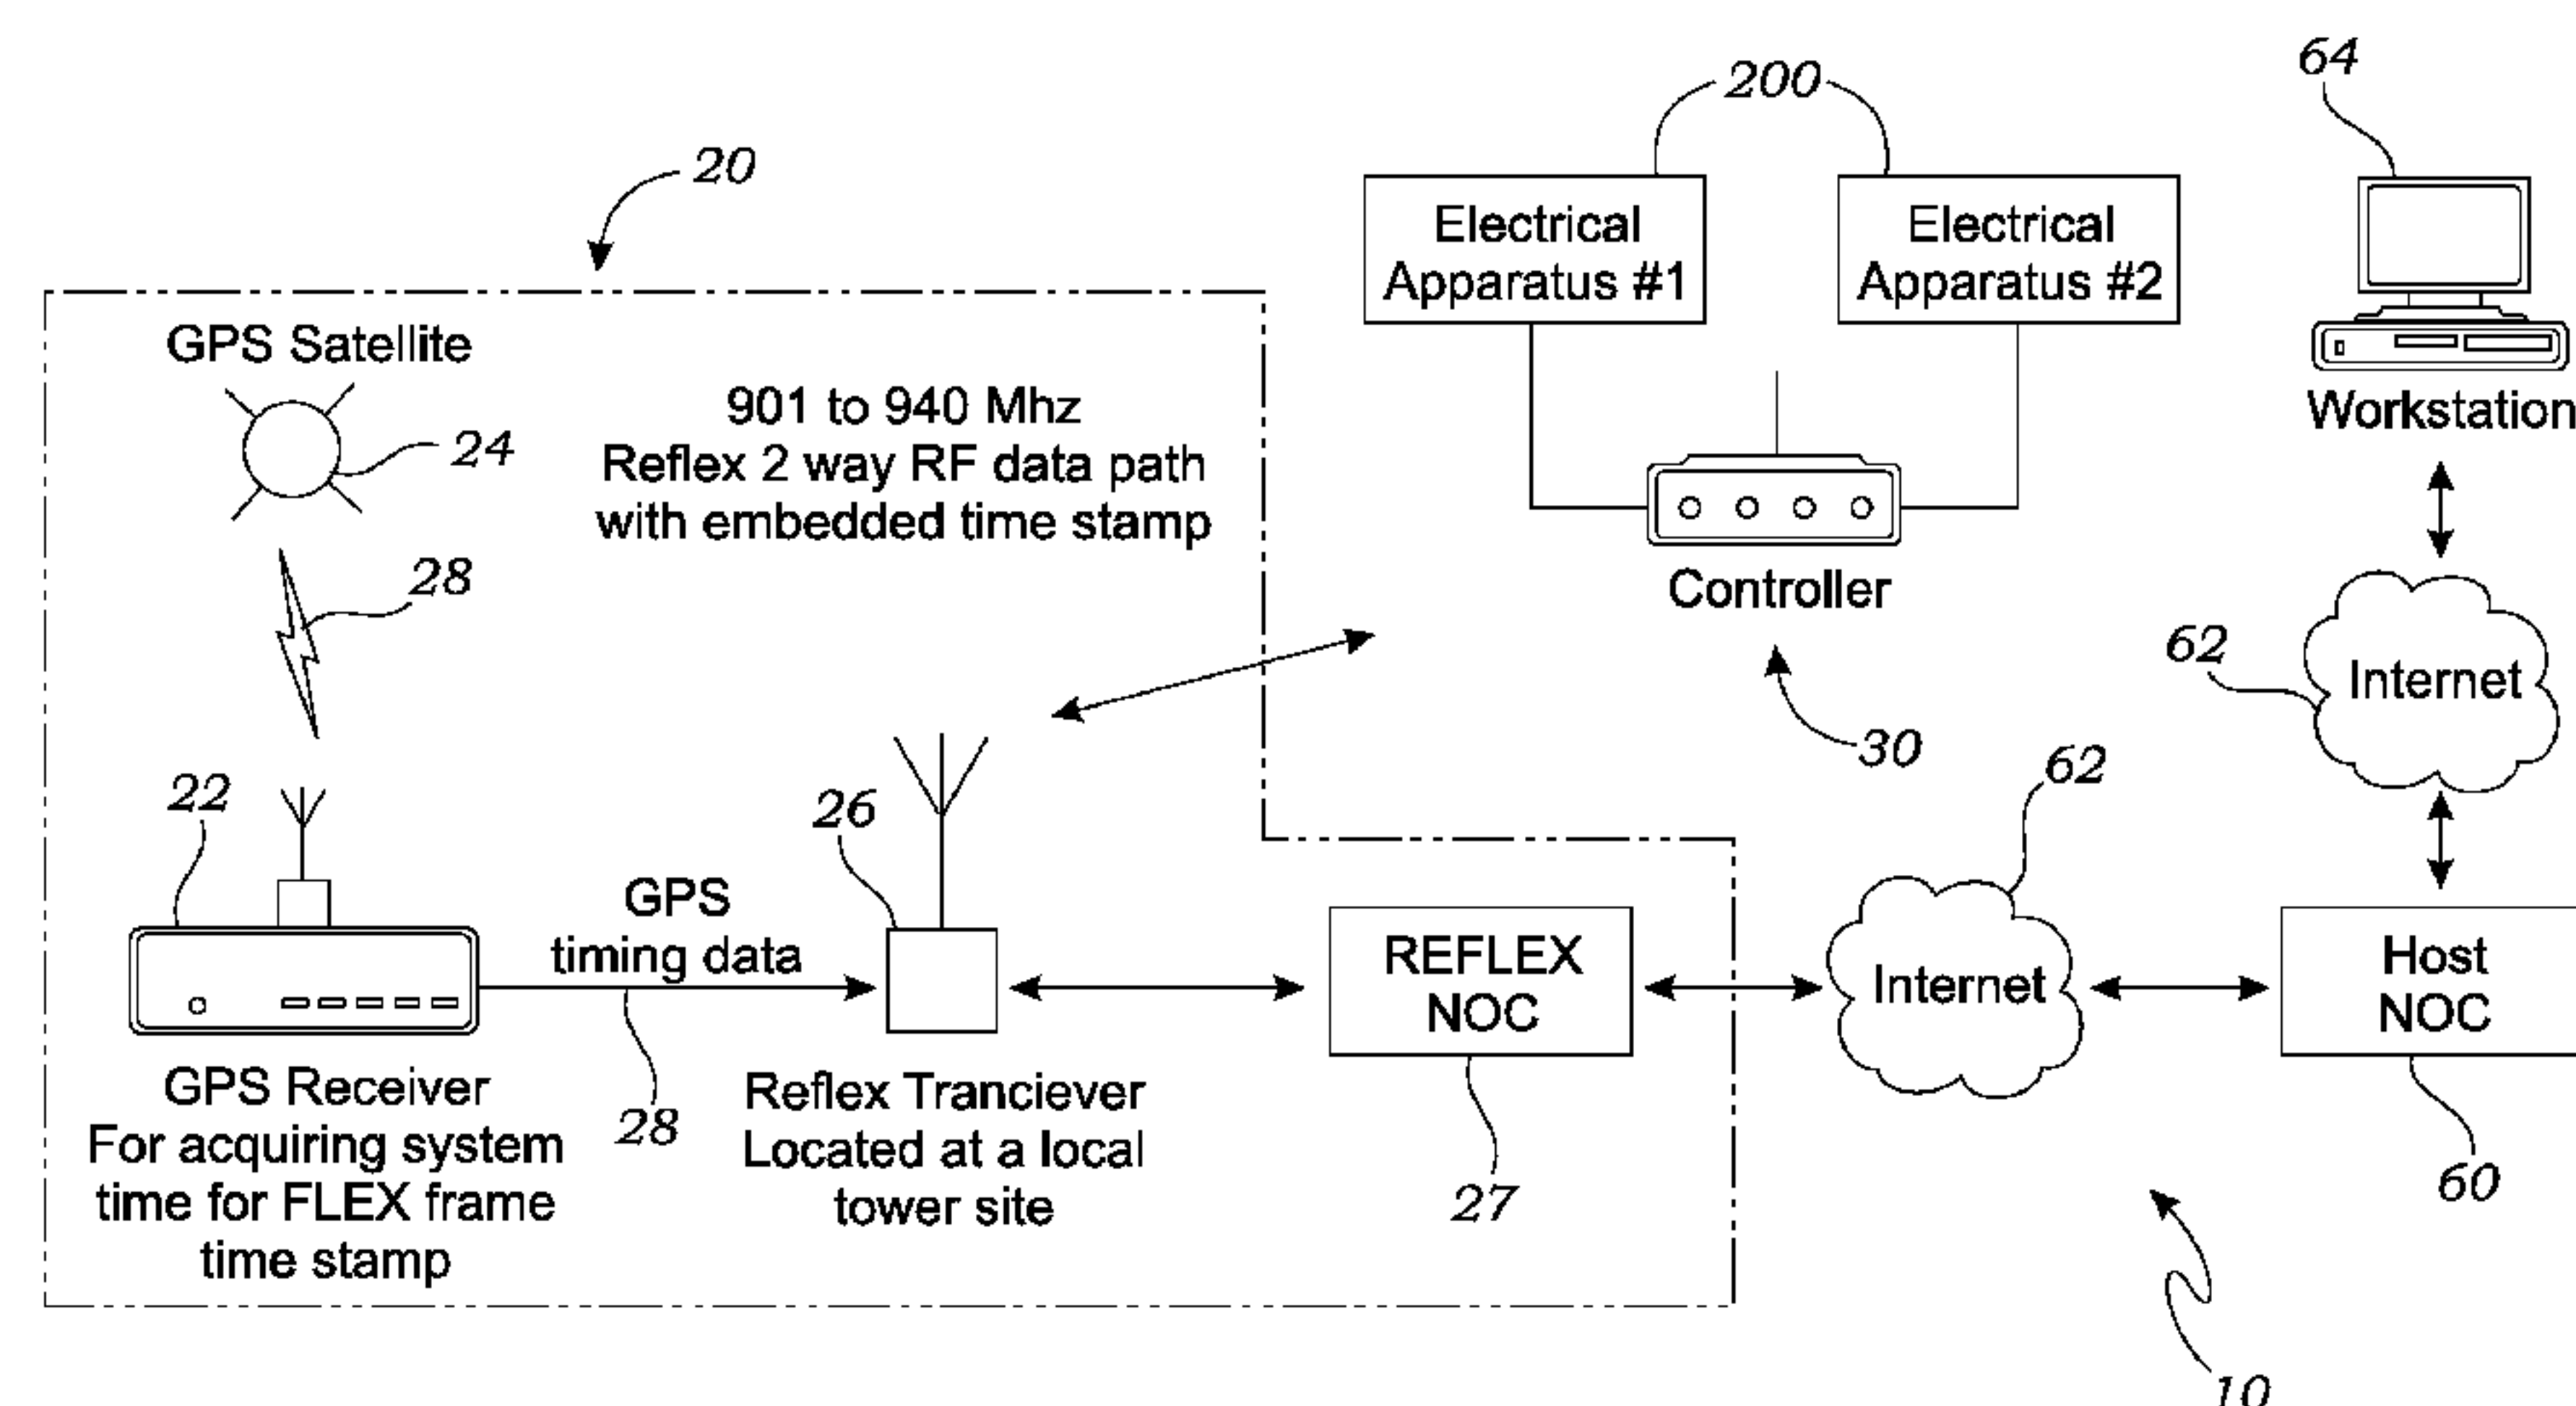 200
64
20
Electrical
Apparatus #1
Electrical
Apparatus #2
GPS Satellite
24
901 to 940 Mhz
Reflex 2 way RF data path
with embedded time stamp
Workstation
28
Controller
62
Internet
30
22
26
62
GPS
timing data
28
REFLEX
NOC
Internet
Host
NOC
GPS Receiver
For acquiring system
time for FLEX frame
time stamp
Reflex Tranciever
Located at a local
tower site
27
60
10